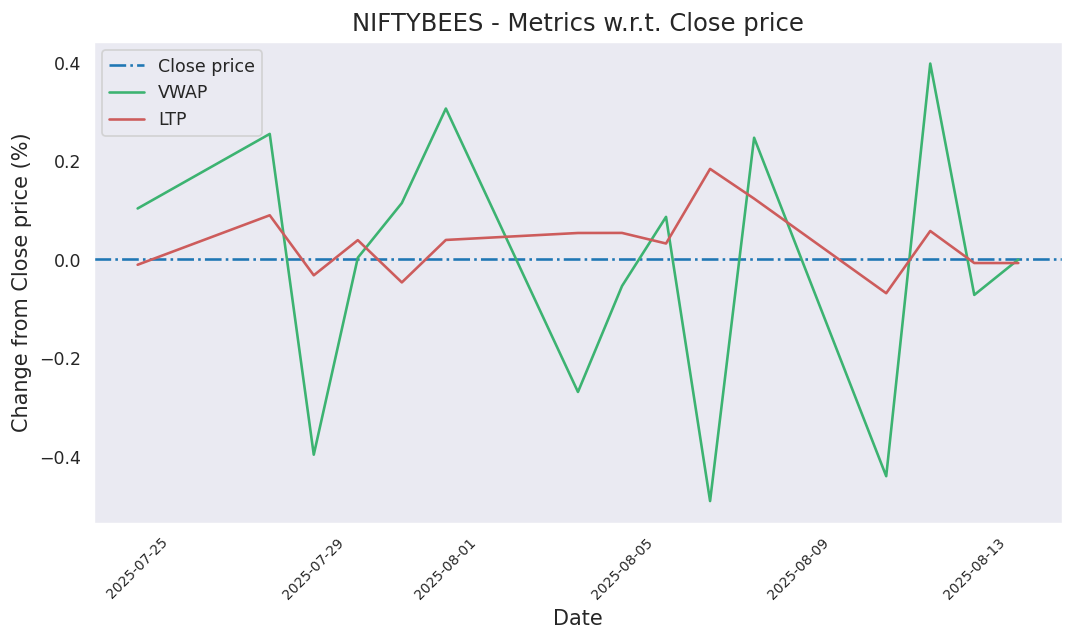 NIFTYBEES - Metrics w.r.t. Close price
Close price
VWAP
LTP
Change from Close price (%)
0.4
0.2
0.0
−0.2
−0.4
2025-07-25
2025-07-29
2025-08-01
2025-08-05
2025-08-09
2025-08-13
Date